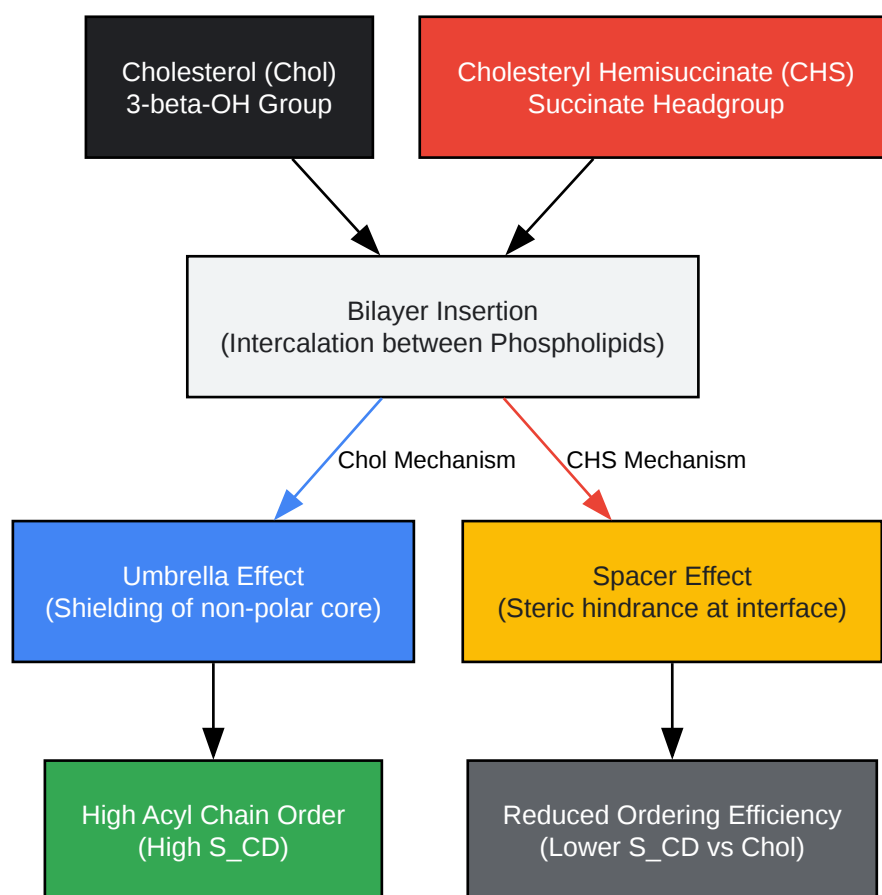 Cholesterol (Chol)
3-beta-OH Group
Cholesteryl Hemisuccinate (CHS)
Succinate Headgroup
Bilayer Insertion
(Intercalation between Phospholipids)
Chol Mechanism
CHS Mechanism
Umbrella Effect
(Shielding of non-polar core)
Spacer Effect
(Steric hindrance at interface)
High Acyl Chain Order
(High S_CD)
Reduced Ordering Efficiency
(Lower S_CD vs Chol)